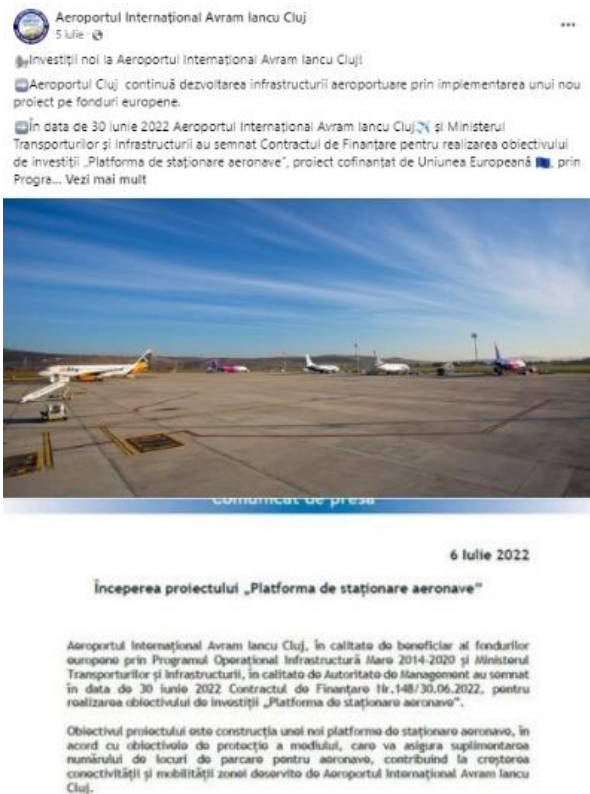 Aeroportul Internațional Avram Iancu Cluj
5 iulie
Investiții noi la Aeroportul Internațional Avram Iancu Cluj!
Aeroportul Cluj continuă dezvoltarea infrastructurii aeroportuare prin implementarea unui nou
proiect pe fonduri europene.
În data de 30 iunie 2022 Aeroportul Internațional Avram Iancu Cluj și Ministerul
Transporturilor și Infrastructurii au semnat Contractul de Finanțare pentru realizarea obiectivului
de investiții „Platforma de staționare aeronave”, proiect cofinanțat de Uniunea Europeană , prin
Progra... Vezi mai mult
Comunicat de presă
6 Iulie 2022
Începerea proiectului „Platforma de staționare aeronave”
Aeroportul Internațional Avram Iancu Cluj, în calitate de beneficiar al fondurilor
europene prin Programul Operațional Infrastructură Mare 2014-2020 și Ministerul
Transporturilor și Infrastructurii, în calitate de Autoritate de Management au semnat
în data de 30 iunie 2022 Contractul de Finanțare Nr.148/30.06.2022, pentru
realizarea obiectivului de investiții „Platforma de staționare aeronave”.
Obiectivul proiectului este construcția unei noi platforme de staționare aeronave, în
acord cu obiectivele de protecție a mediului, care va asigura suplimentarea
numărului de locuri de parcare pentru aeronave, contribuind la creșterea
conectivității și mobilității zonei deservite de Aeroportul Internațional Avram Iancu
Cluj.